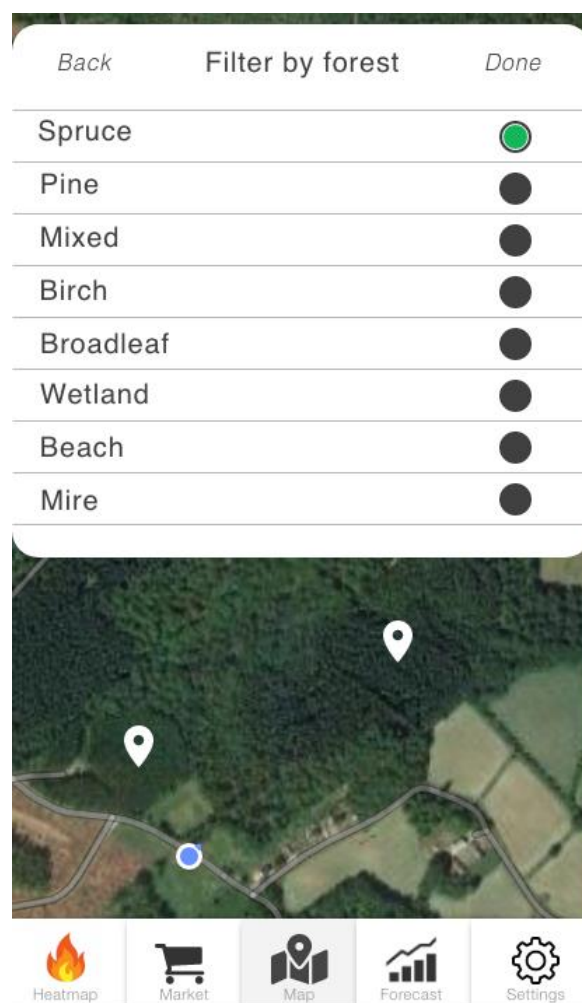 Back Filter by forest Done
Spruce
Pine
Mixed
Birch
Broadleaf
Wetland
Beach
Mire
Heatmap Market Map Forecast Settings